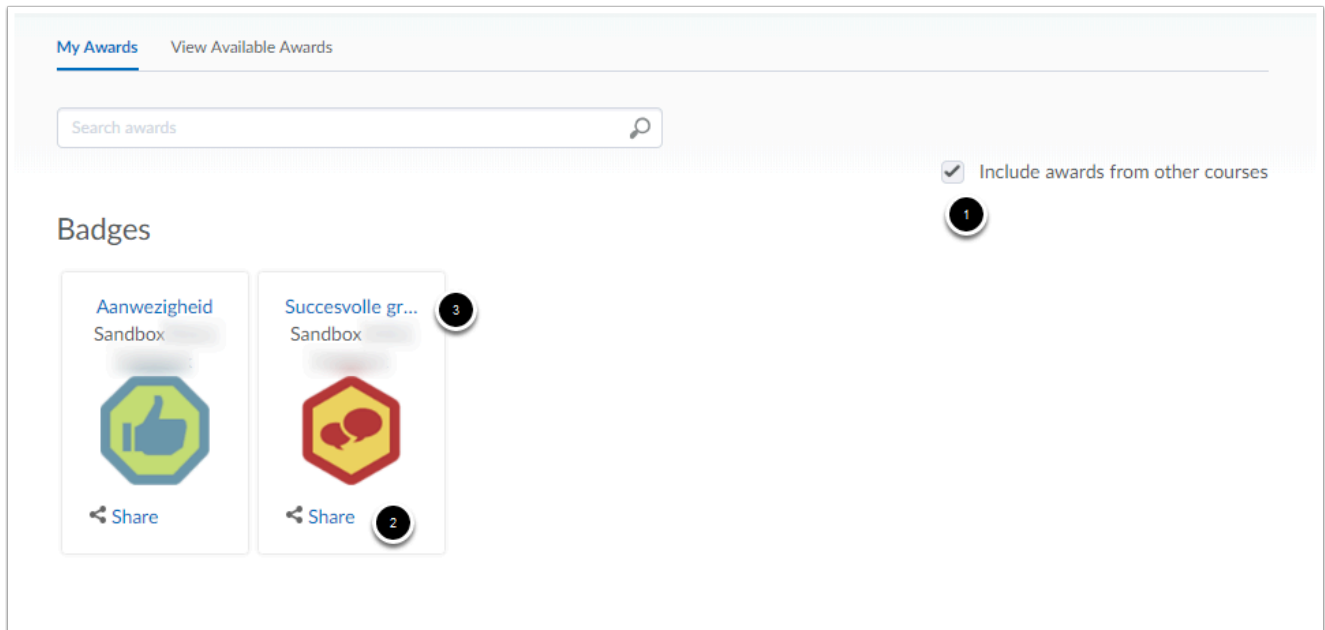 My Awards View Available Awards
Search awards
Include awards from other courses
1
Badges
Aanwezigheid
Sandbox
Share
Succesvolle gr...
3
Sandbox
Share
2